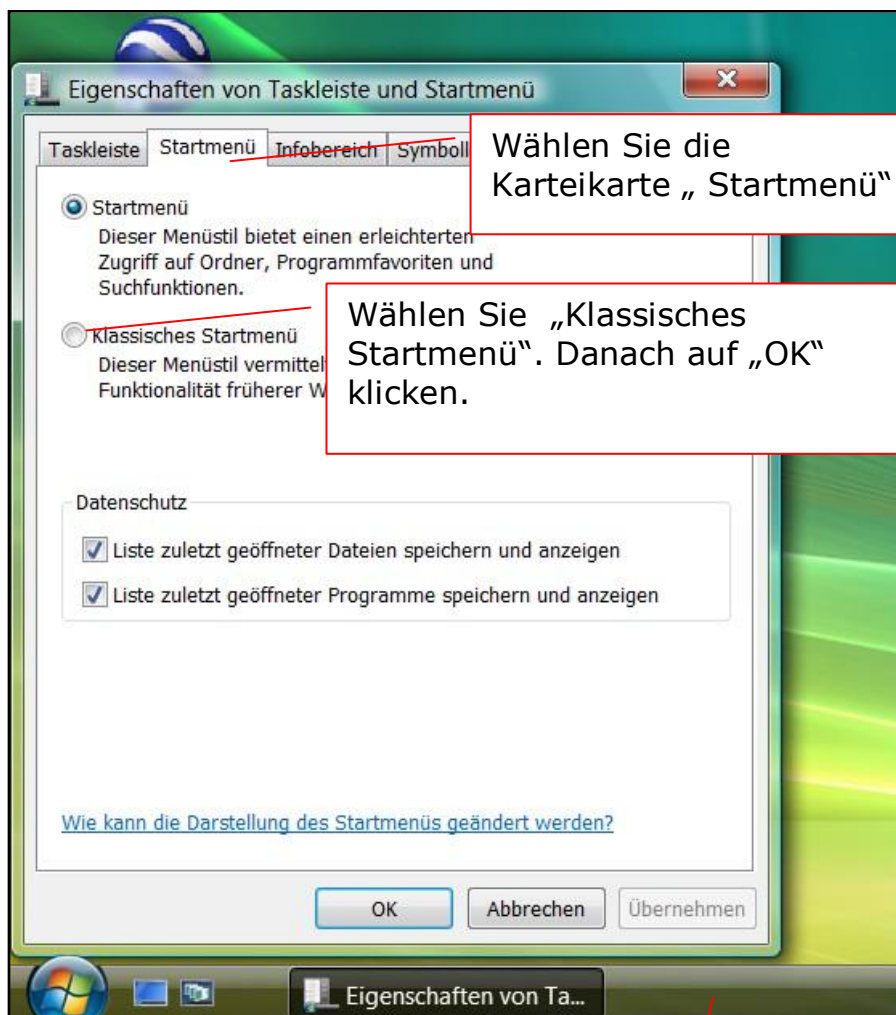 Eigenschaften von Taskleiste und Startmenü
Taskleiste Startmenü Infobereich
Wählen Sie die
Karteikarte „ Startmenü“
Startmenü
Dieser Menüstil bietet einen erleichterten
Zugriff auf Ordner, Programmfavoriten und
Suchfunktionen.
Wählen Sie „Klassisches
Startmenü“. Danach auf „OK“
klicken.
Klassisches Startmenü
Dieser Menüstil
Funktionalität früherer
Datenschutz
Liste zuletzt geöffneter Dateien speichern und anzeigen
Liste zuletzt geöffneter Programme speichern und anzeigen
Wie kann die Darstellung des Startmenüs geändert werden?
OK Abbrechen Übernehmen
Eigenschaften von Ta...